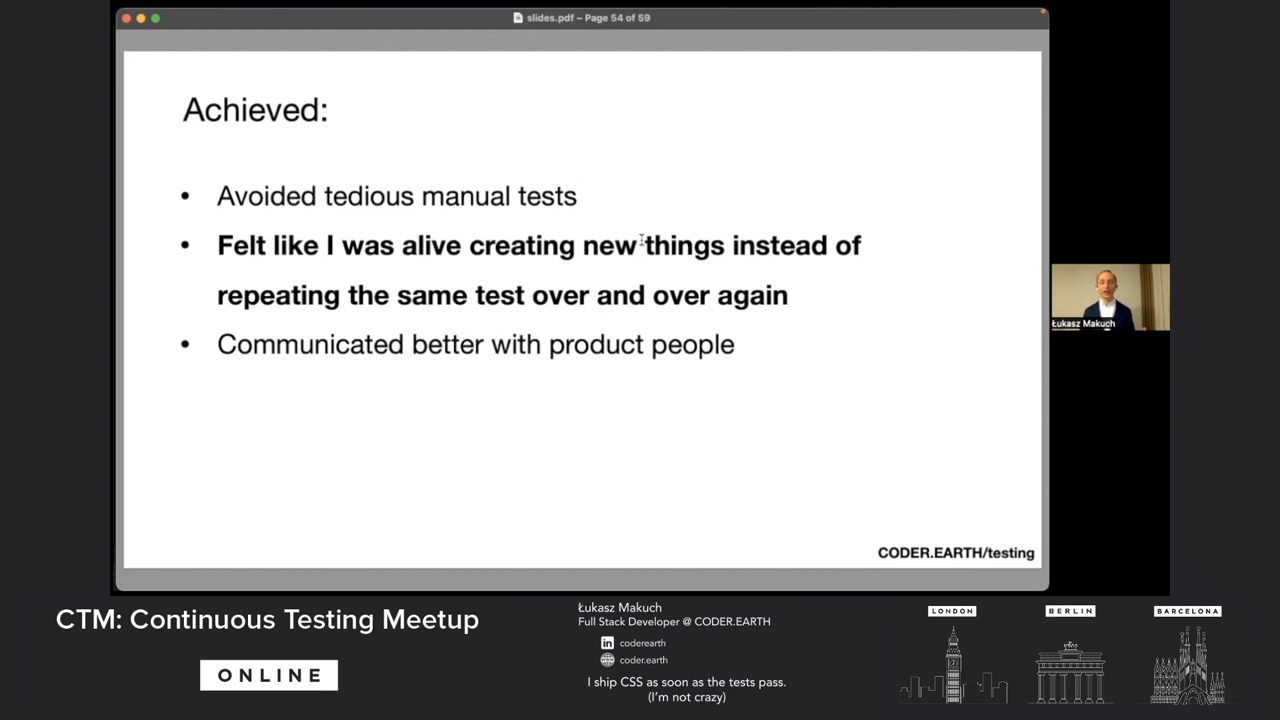 slides.pdf – Page 54 of 59
Achieved:
• Avoided tedious manual tests
• Felt like I was alive creating new things instead of
repeating the same test over and over again
• Communicated better with product people
CODER.EARTH/testing
Łukasz Makuch
CTM: Continuous Testing Meetup
ONLINE
Łukasz Makuch
Full Stack Developer @ CODER.EARTH
in coderearth
coder.earth
I ship CSS as soon as the tests pass.
(I’m not crazy)
LONDON
BERLIN
BARCELONA